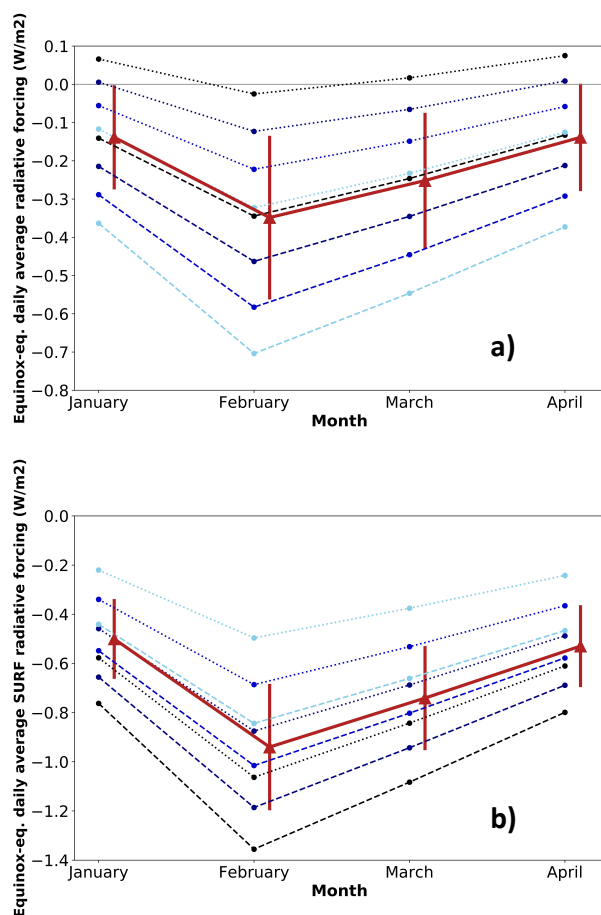 Equinox-eq. daily average radiative forcing (W/m2)
0.1
0.0
−0.1
−0.2
−0.3
−0.4
−0.5
−0.6
−0.7
−0.8
a)
January
February
March
April
Month
Equinox-eq. daily average SURF radiative forcing (W/m2)
0.0
−0.2
−0.4
−0.6
−0.8
−1.0
−1.2
−1.4
b)
January
February
March
April
Month